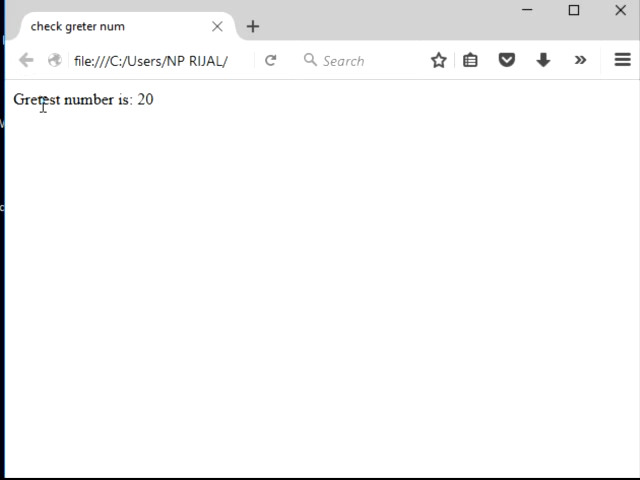 check greter num
file:///C:/Users/NP RIJAL/
Search
Gretest number is: 20